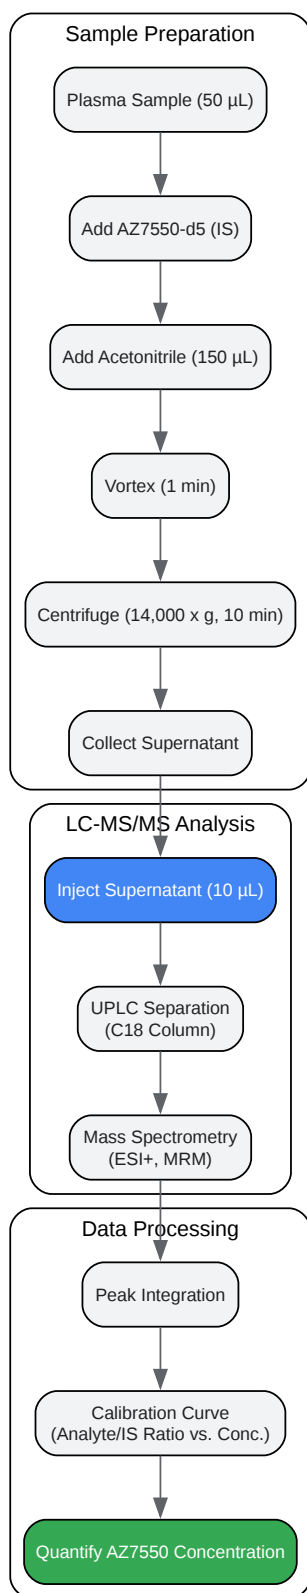 Sample Preparation
Plasma Sample (50 µL)
Add AZ7550-d5 (IS)
Add Acetonitrile (150 µL)
Vortex (1 min)
Centrifuge (14,000 x g, 10 min)
Collect Supernatant
LC-MS/MS Analysis
Inject Supernatant (10 µL)
UPLC Separation
(C18 Column)
Mass Spectrometry
(ESI+, MRM)
Data Processing
Peak Integration
Calibration Curve
(Analyte/IS Ratio vs. Conc.)
Quantify AZ7550 Concentration